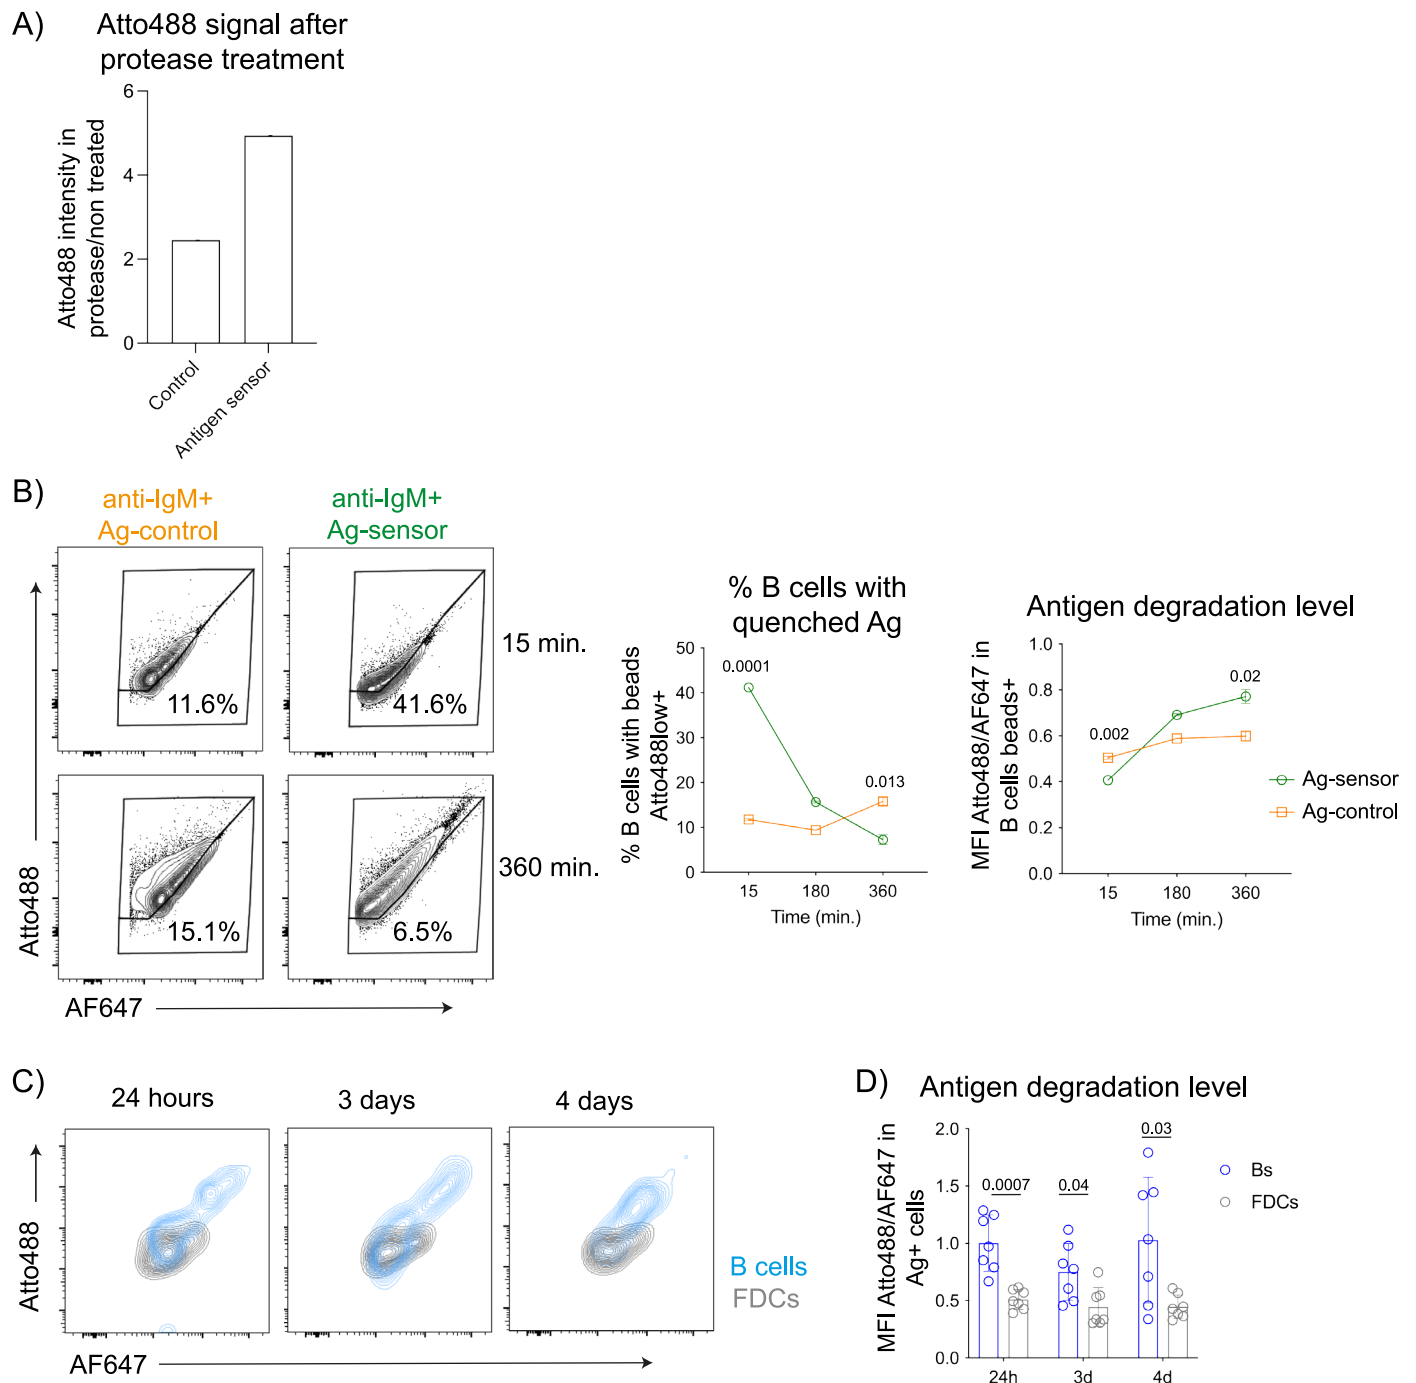 A)
Atto488 signal after
protease treatment
Atto488 intensity in
protease/non treated
6
4
2
0
Control
Antigen sensor
B)
anti-IgM+
Ag-control
anti-IgM+
Ag-sensor
11.6%
41.6%
15 min.
15.1%
6.5%
360 min.
Atto488
AF647
% B cells with
quenched Ag
% B cells with beads
Atto488low+
50
40
30
20
10
0
0.0001
0.013
15
180
360
Time (min.)
Antigen degradation level
MFI Atto488/AF647 in
B cells beads+
1.0
0.8
0.6
0.4
0.2
0.0
0.002
0.02
15
180
360
Time (min.)
Ag-sensor
Ag-control
C)
24 hours
3 days
4 days
Atto488
AF647
B cells
FDCs
D)
Antigen degradation level
MFI Atto488/AF647 in
Ag+ cells
2.0
1.5
1.0
0.5
0.0
0.0007
0.04
0.03
24h
3d
4d
Bs
FDCs